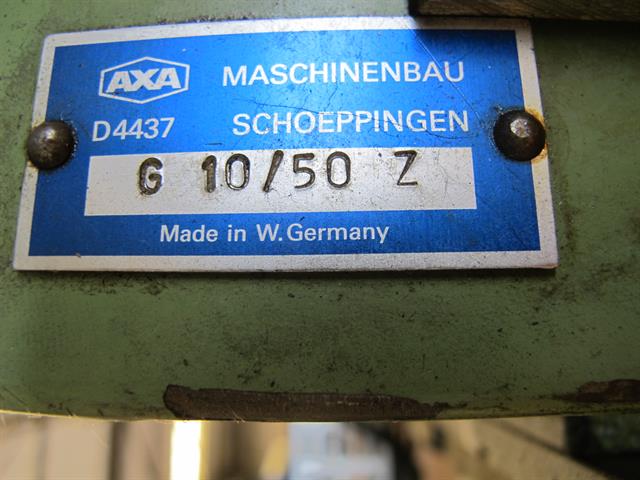 AXA MASCHINENBAU
D4437 SCHOEPPINGEN
G 10/50 Z
Made in W. Germany